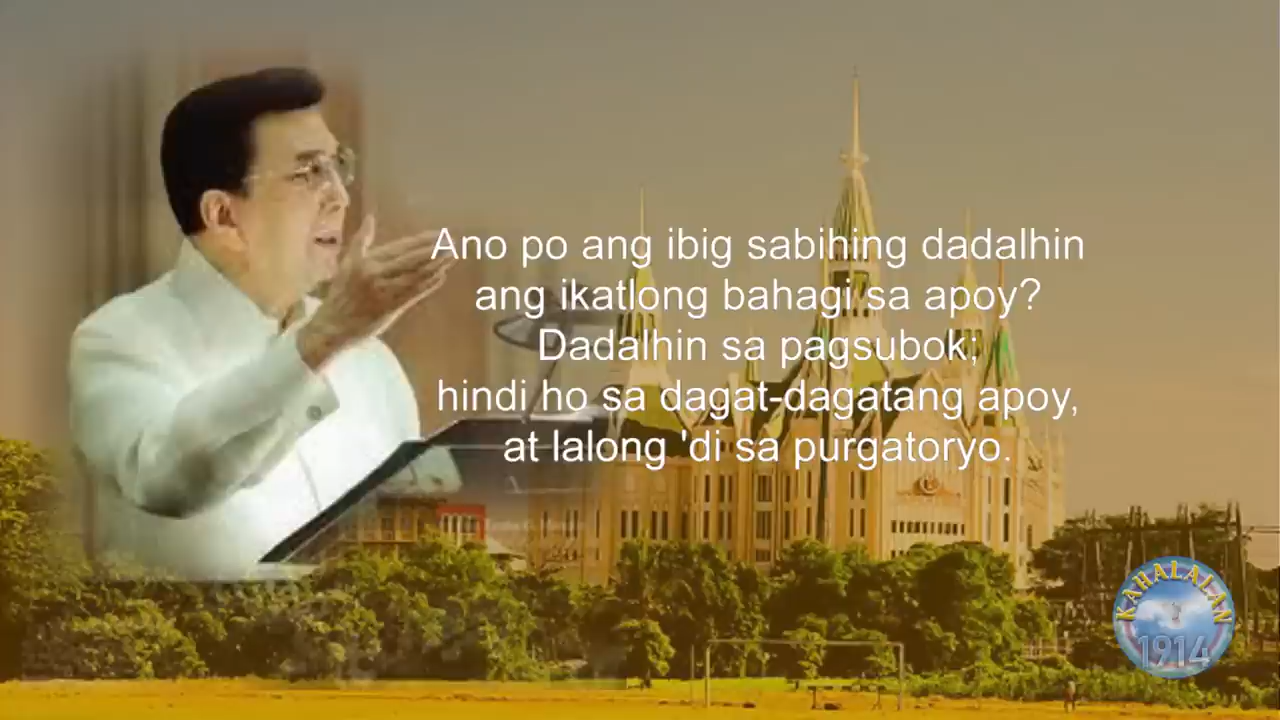 Ano po ang ibig sabihing dadalhin
ang ikatlong bahagi sa apoy?
Dadalhin sa pagsubok;
hindi ho sa dagat-dagatang apoy,
at lalong 'di sa purgatoryo.
KAHALALAN
1914